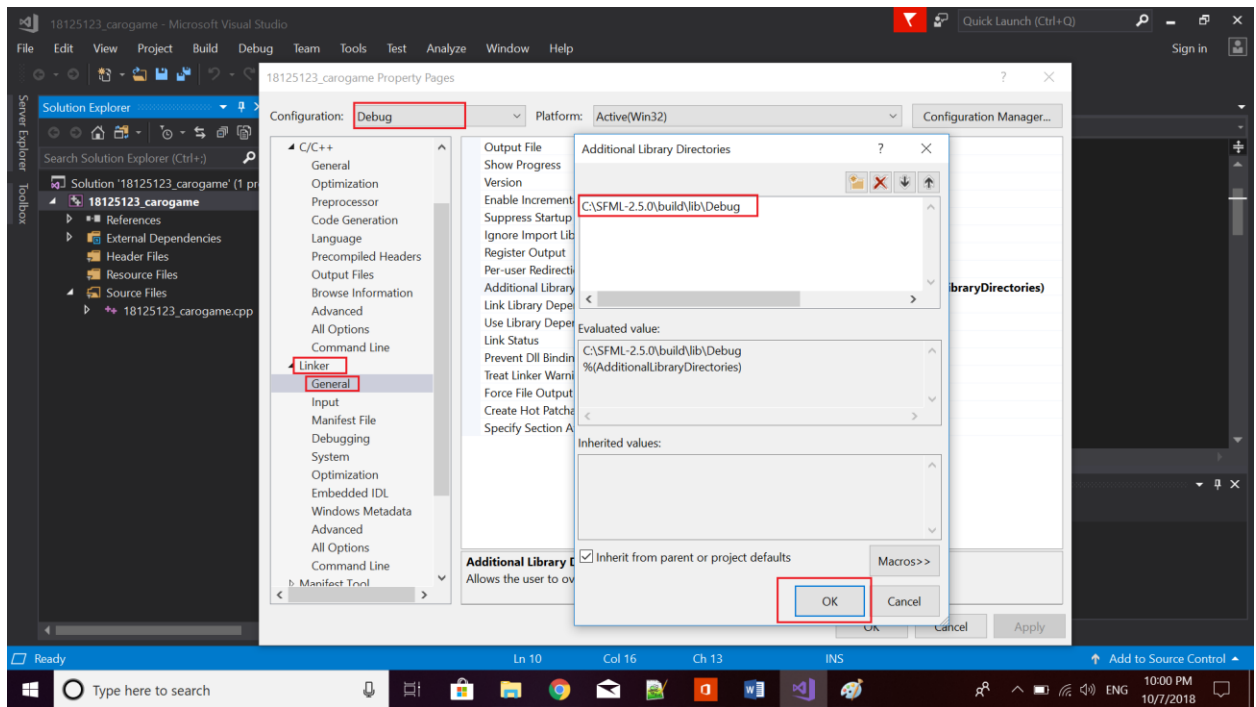 18125123_carogame - Microsoft Visual Studio
Quick Launch (Ctrl+Q)
File Edit View Project Build Debug Team Tools Test Analyze Window Help
Sign in
Server Explorer
Toolbox
Solution Explorer
Search Solution Explorer (Ctrl+;)
Solution '18125123_carogame' (1 pr
18125123_carogame
References
External Dependencies
Header Files
Resource Files
Source Files
18125123_carogame.cpp
18125123_carogame Property Pages
Configuration: Debug
Platform: Active(Win32)
Configuration Manager...
C/C++
General
Optimization
Preprocessor
Code Generation
Language
Precompiled Headers
Output Files
Browse Information
Advanced
All Options
Command Line
Linker
General
Input
Manifest File
Debugging
System
Optimization
Embedded IDL
Windows Metadata
Advanced
All Options
Command Line
Manifest Tool
Output File
Show Progress
Version
Enable Incrementa
Suppress Startup
Ignore Import Lib
Register Output
Per-user Redirecti
Additional Library
Link Library Depe
Use Library Deper
Link Status
Prevent Dll Bindin
Treat Linker Warni
Force File Output
Create Hot Patcha
Specify Section A
ibraryDirectories)
Additional Library D
Allows the user to ov
Additional Library Directories
C:\SFML-2.5.0\build\lib\Debug
Evaluated value:
C:\SFML-2.5.0\build\lib\Debug
%(AdditionalLibraryDirectories)
Inherited values:
Inherit from parent or project defaults
Macros>>
OK Cancel
OK Cancel Apply
Ready Ln 10 Col 16 Ch 13 INS Add to Source Control
Type here to search
ENG
10:00 PM
10/7/2018